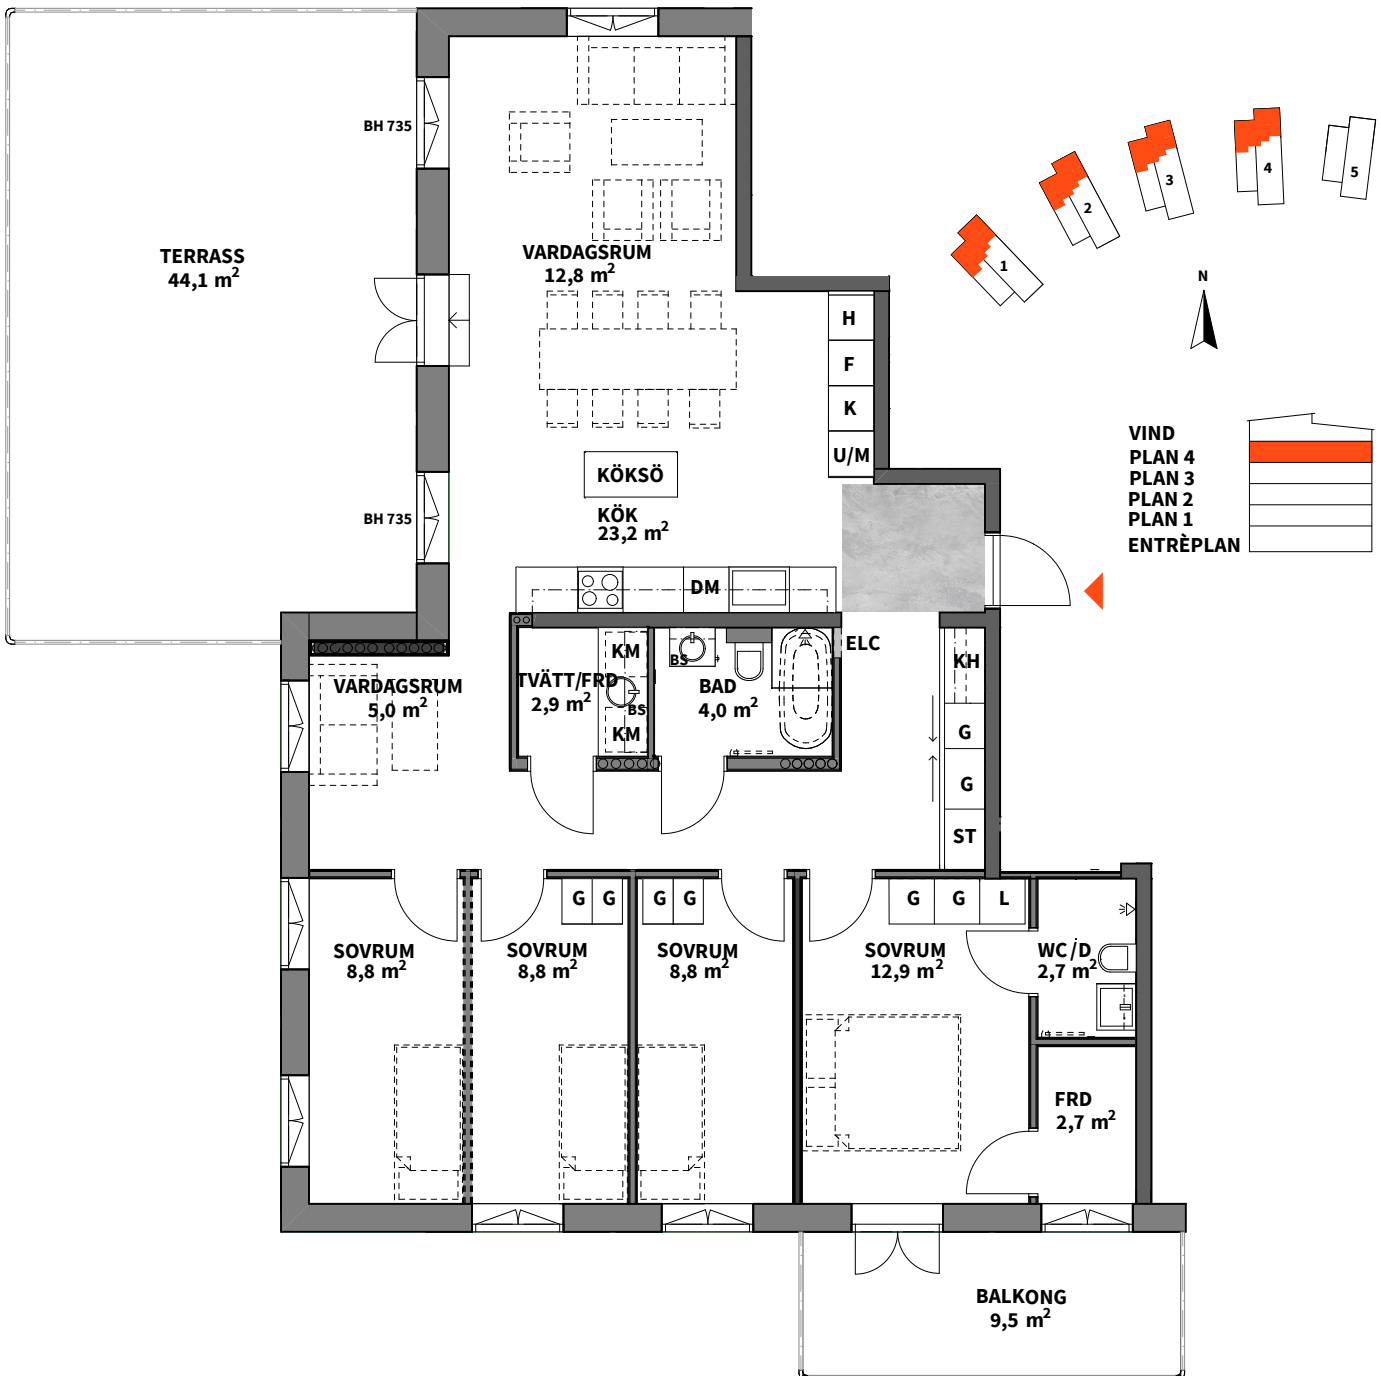 BH 735
TERRASS
44,1 m²
VARDAGSRUM
12,8 m²
1
2
3
4
5
N
H
F
K
U/M
KÖKSÖ
KÖK
23,2 m²
BH 735
VIND
PLAN 4
PLAN 3
PLAN 2
PLAN 1
ENTRÈPLAN
DM
ELC
VARDAGSRUM
5,0 m²
TVÄTT/FRD
2,9 m²
KM
BS
KM
BS
BAD
4,0 m²
KH
G
G
ST
G G
G G
G G L
SOVRUM
8,8 m²
SOVRUM
8,8 m²
SOVRUM
8,8 m²
SOVRUM
12,9 m²
WC/D
2,7 m²
FRD
2,7 m²
BALKONG
9,5 m²